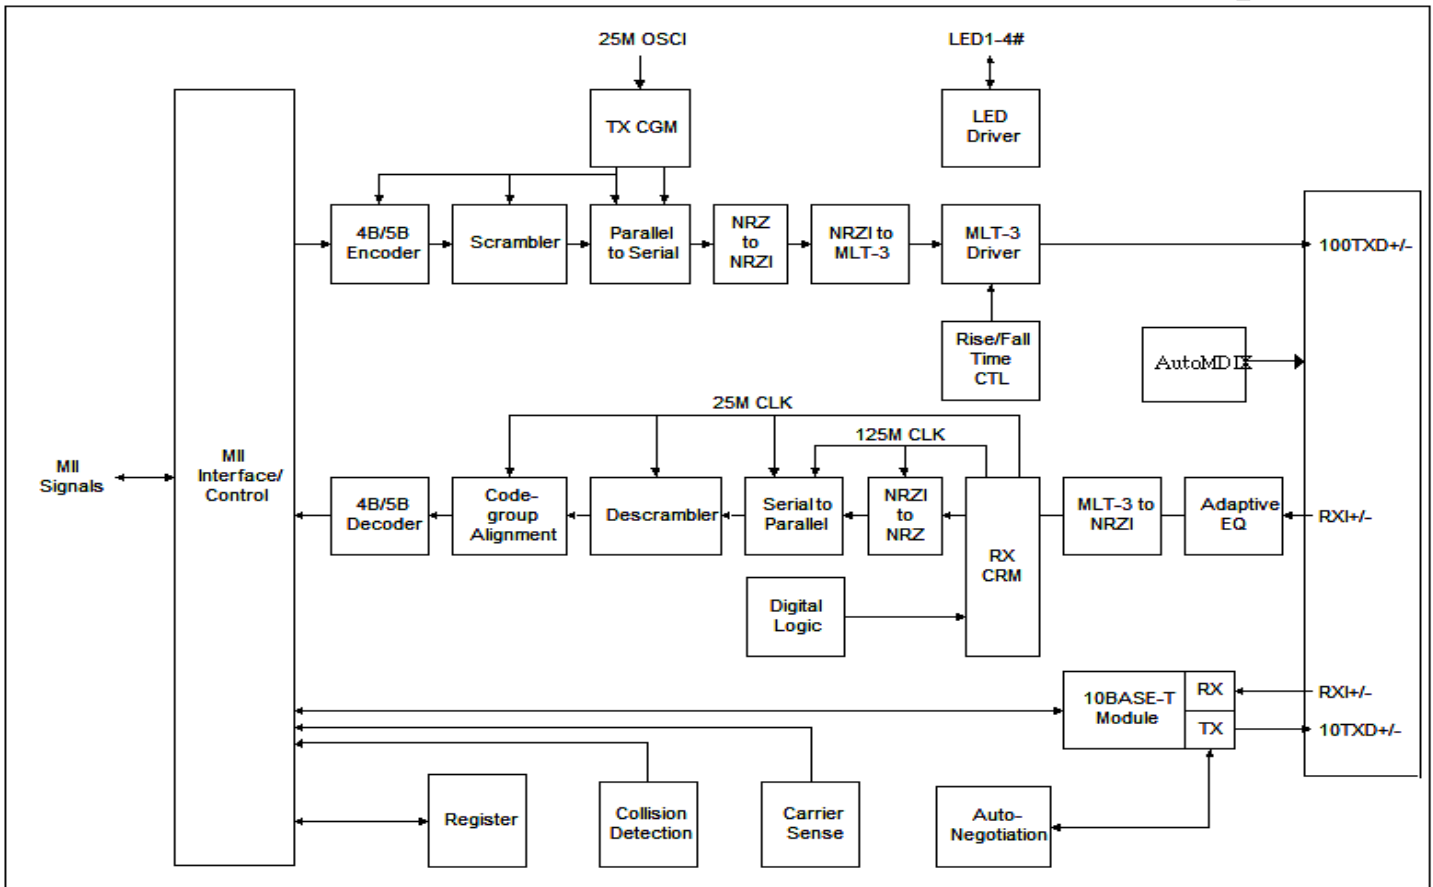 25M OSCI
LED1-4#
TX CGM
LED
Driver
4B/5B
Encoder
Scrambler
Parallel
to Serial
NRZ
to
NRZI
NRZI to
MLT-3
MLT-3
Driver
100TXD+/-
Rise/Fall
Time
CTL
AutoMDIX
25M CLK
125M CLK
MII
Signals
MII
Interface/
Control
4B/5B
Decoder
Code-
group
Alignment
Descrambler
Serial to
Parallel
NRZI
to
NRZ
RX
CRM
MLT-3 to
NRZI
Adaptive
EQ
RXI+/-
Digital
Logic
10BASE-T
Module
RX
TX
RXI+/-
10TXD+/-
Register
Collision
Detection
Carrier
Sense
Auto-
Negotiation